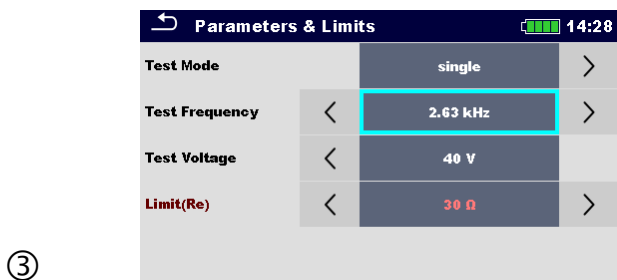 Parameters & Limits 14:28
Test Mode single
Test Frequency 2.63 kHz
Test Voltage 40 V
Limit(Re) 30 Ω
③